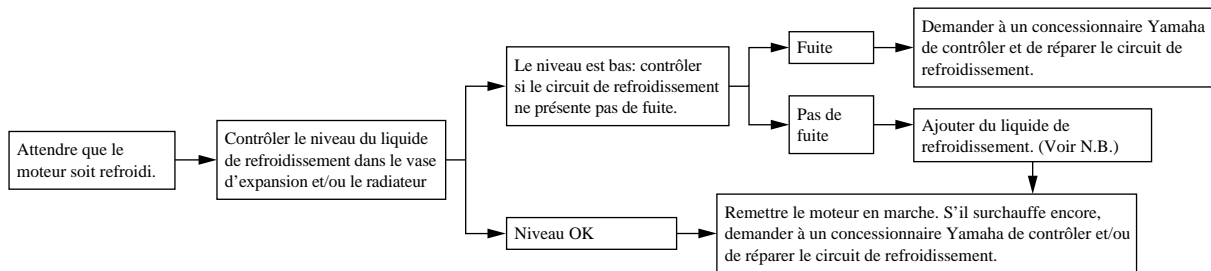 Attendre que le
moteur soit refroidi.
Contrôler le niveau du liquide
de refroidissement dans le vase
d’expansion et/ou le radiateur
Le niveau est bas: contrôler
si le circuit de refroidissement
ne présente pas de fuite.
Fuite
Demander à un concessionnaire Yamaha
de contrôler et de réparer le circuit de
refroidissement.
Pas de
fuite
Ajouter du liquide de
refroidissement. (Voir N.B.)
Niveau OK
Remettre le moteur en marche. S’il surchauffe encore,
demander à un concessionnaire Yamaha de contrôler et/ou
de réparer le circuit de refroidissement.